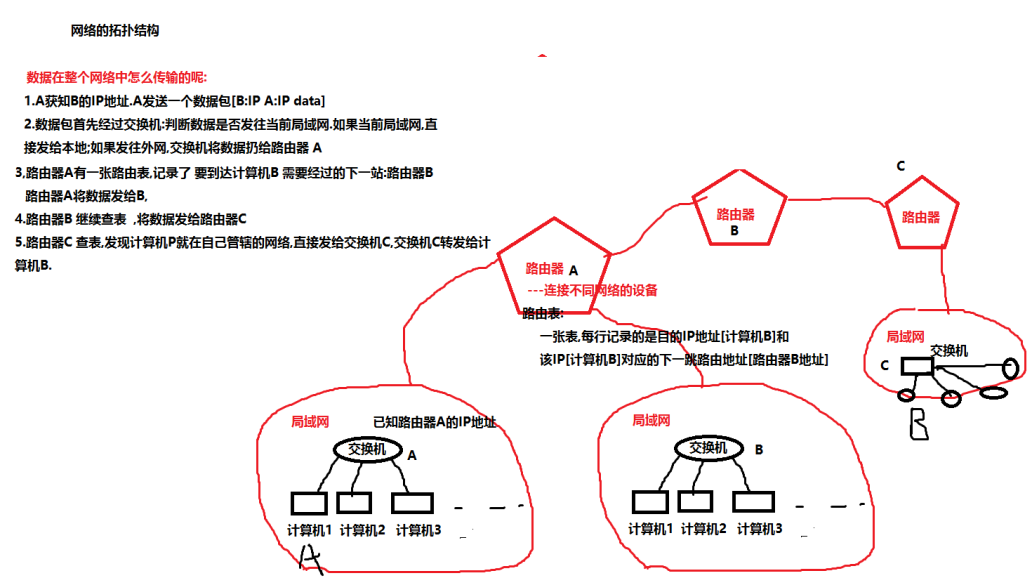 网络的拓扑结构
数据在整个网络中怎么传输的呢:
1.A获知B的IP地址.A发送一个数据包[B:IP A:IP data]
2.数据包首先经过交换机:判断数据是否发往当前局域网.如果当前局域网,直
接发给本地;如果发往外网,交换机将数据扔给路由器 A
3,路由器A有一张路由表,记录了 要到达计算机B 需要经过的下一站:路由器B
路由器A将数据发给B,
4.路由器B 继续查表 ,将数据发给路由器C
5.路由器C 查表,发现计算机P就在自己管辖的网络,直接发给交换机C,交换机C转发给计
算机B.
C
路由器
路由器
B
路由器 A
---连接不同网络的设备
路由表:
一张表,每行记录的是目的IP地址[计算机B]和
该IP[计算机B]对应的下一跳路由地址[路由器B地址]
局域网
交换机
C
B
局域网
已知路由器A的IP地址
交换机
A
计算机1 计算机2 计算机3
A
局域网
交换机
B
计算机1 计算机2 计算机3